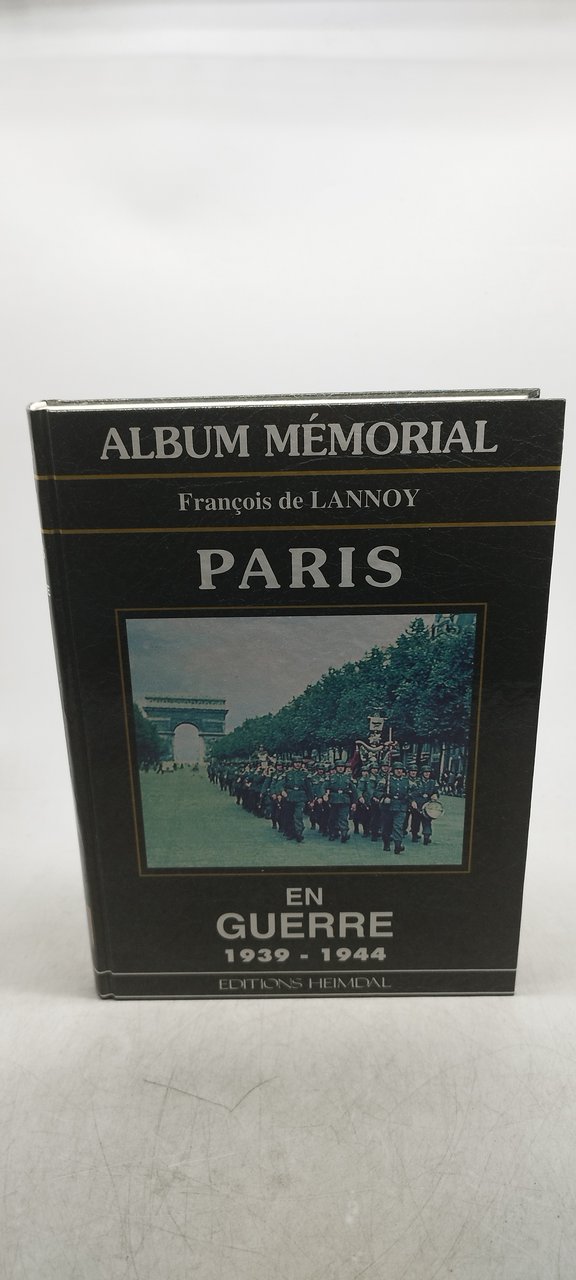 ALBUM MÉMORIAL
François de LANNOY
PARIS
EN
GUERRE
1939 - 1944
EDITIONS HEIMDAL